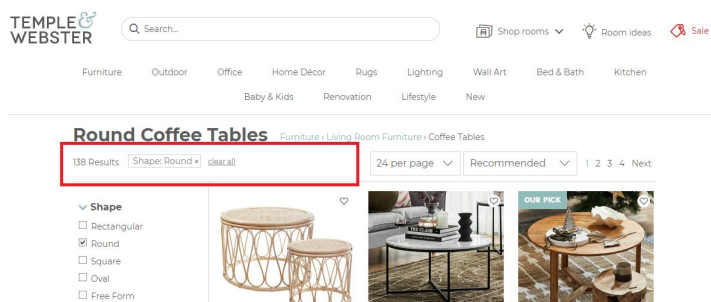 TEMPLE & WEBSTER
Search...
Shop rooms
Room ideas
Sale
Furniture Outdoor Office Home Décor Rugs Lighting Wall Art Bed & Bath Kitchen
Baby & Kids Renovation Lifestyle New
Round Coffee Tables
Furniture › Living Room Furniture › Coffee Tables
138 Results Shape: Round × clear all
24 per page Recommended 1 2 3 4 Next
Shape
Rectangular
Round
Square
Oval
Free Form
OUR PICK